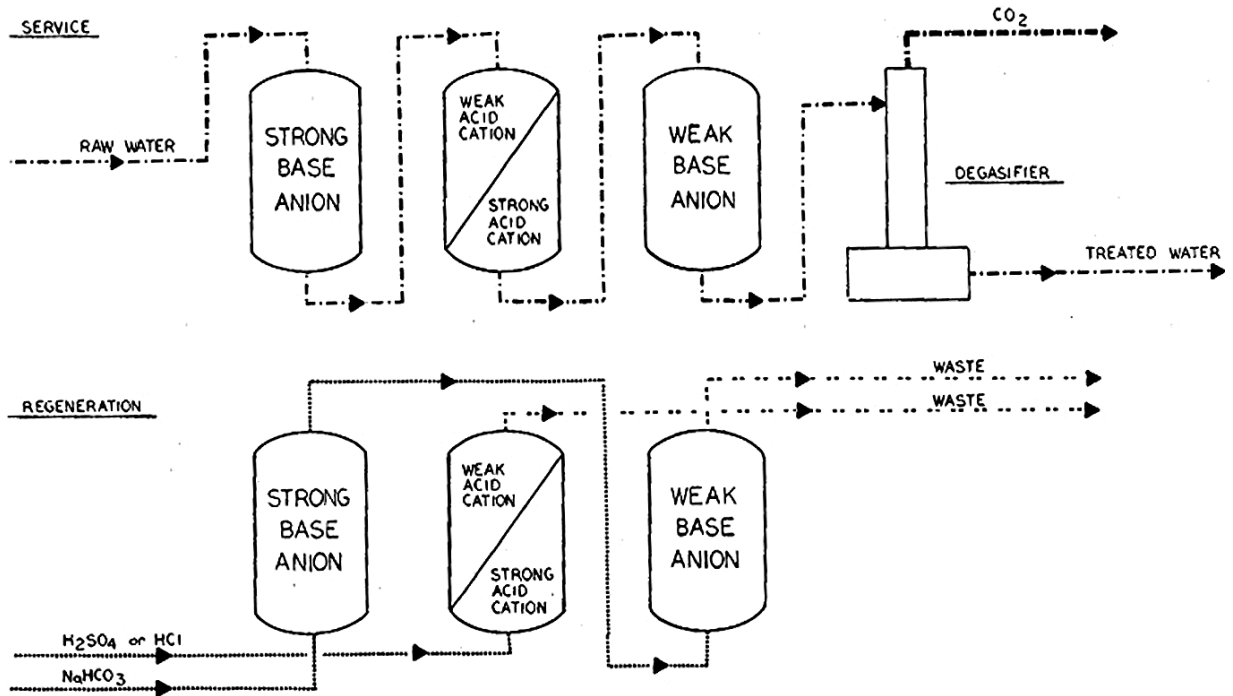 SERVICE
CO2
RAW WATER
STRONG
BASE
ANION
WEAK
ACID
CATION
STRONG
ACID
CATION
WEAK
BASE
ANION
DEGASIFIER
TREATED WATER
REGENERATION
WASTE
WASTE
STRONG
BASE
ANION
WEAK
ACID
CATION
STRONG
ACID
CATION
WEAK
BASE
ANION
H2SO4 or HCl
NaHCO3